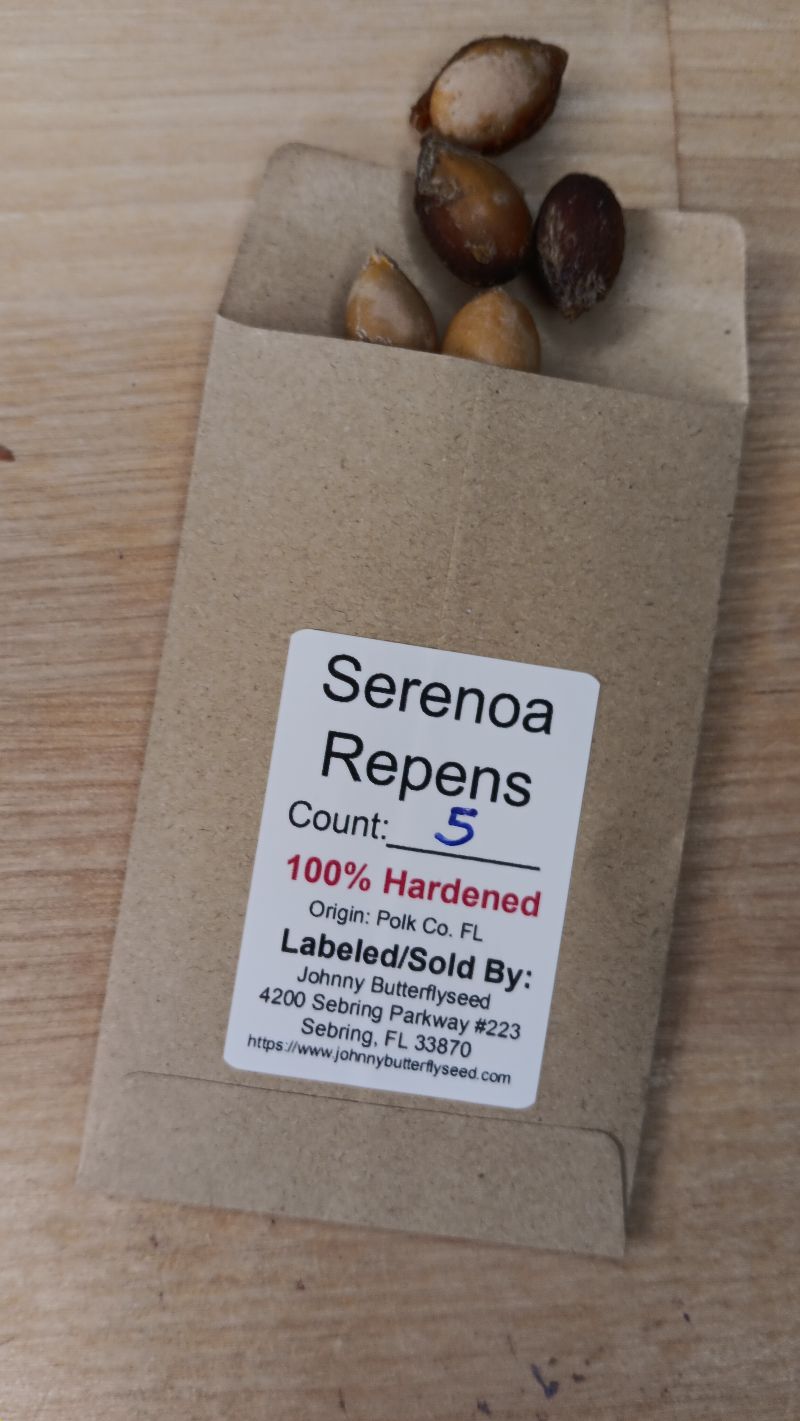 Serenoa
Repens
Count: 5
100% Hardened
Origin: Polk Co. FL
Labeled/Sold By:
Johnny Butterflyseed
4200 Sebring Parkway #223
Sebring, FL 33870
https://www.johnnybutterflyseed.com